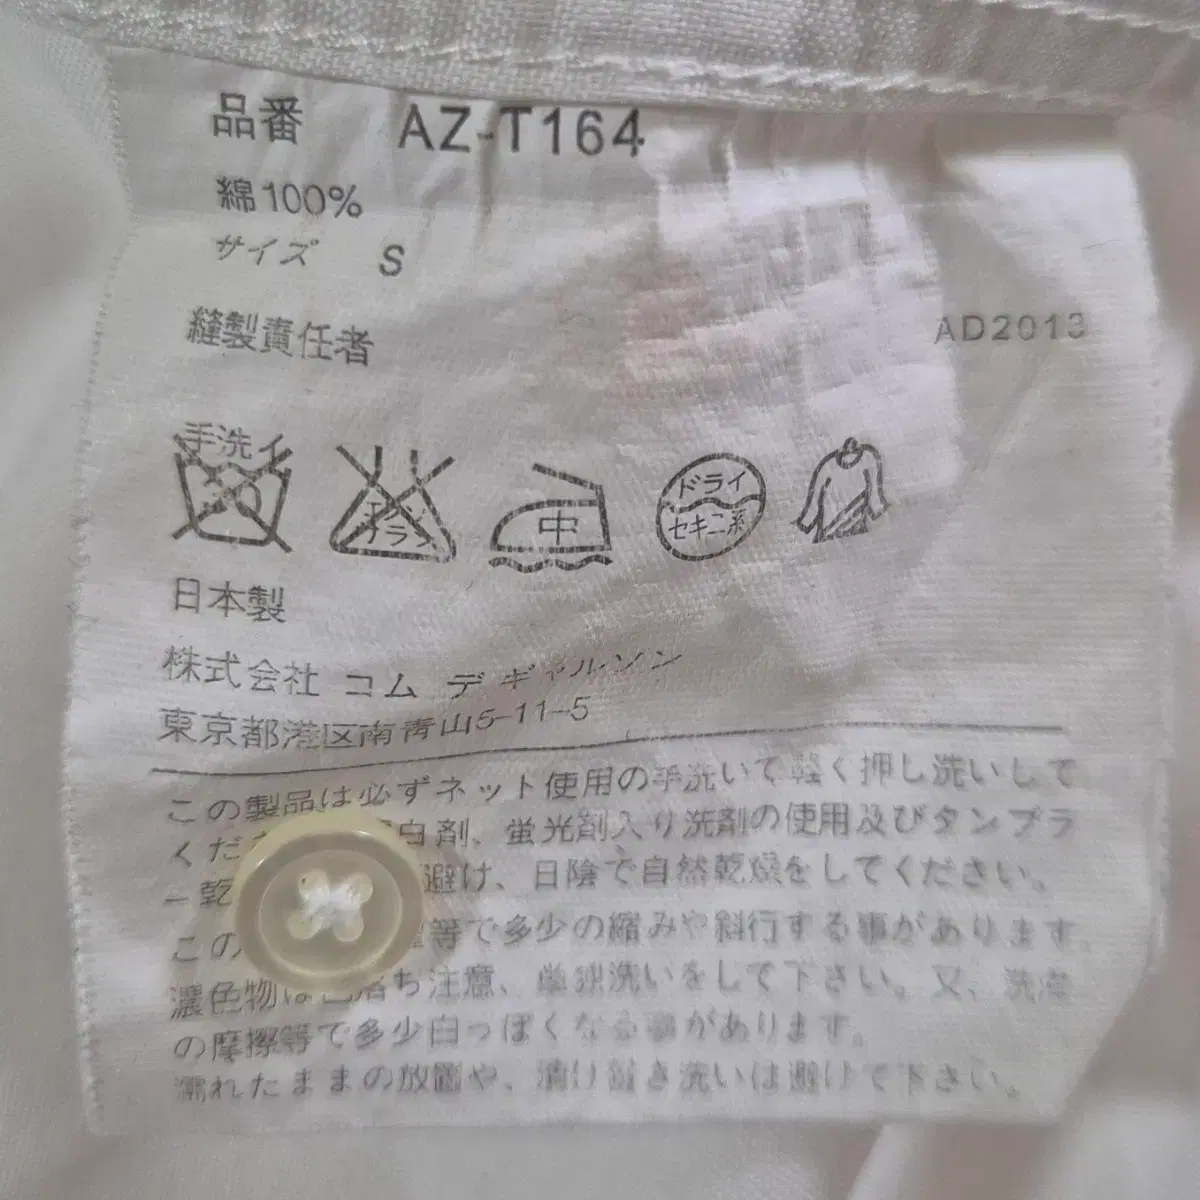 品番 AZ-T164
綿100%
サイズ S
縫製責任者
AD2013
手洗イ
30
エンソ
サラシ
中
ドライ
セキユ系
日本製
株式会社 コム デ ギャルソン
東京都港区南青山5-11-5
この製品は必ずネット使用の手洗いで軽く押し洗いして
くだ 白剤、蛍光剤入り洗剤の使用及びタンブラ
ー乾 避け、日陰で自然乾燥をしてください。
この 等で多少の縮みや斜行する事があります。
濃色物は色落ち注意、単独洗いをして下さい。又、洗濯
の摩擦等で多少白っぽくなる事があります。
濡れたままの放置や、漬け置き洗いは避けて下さい。